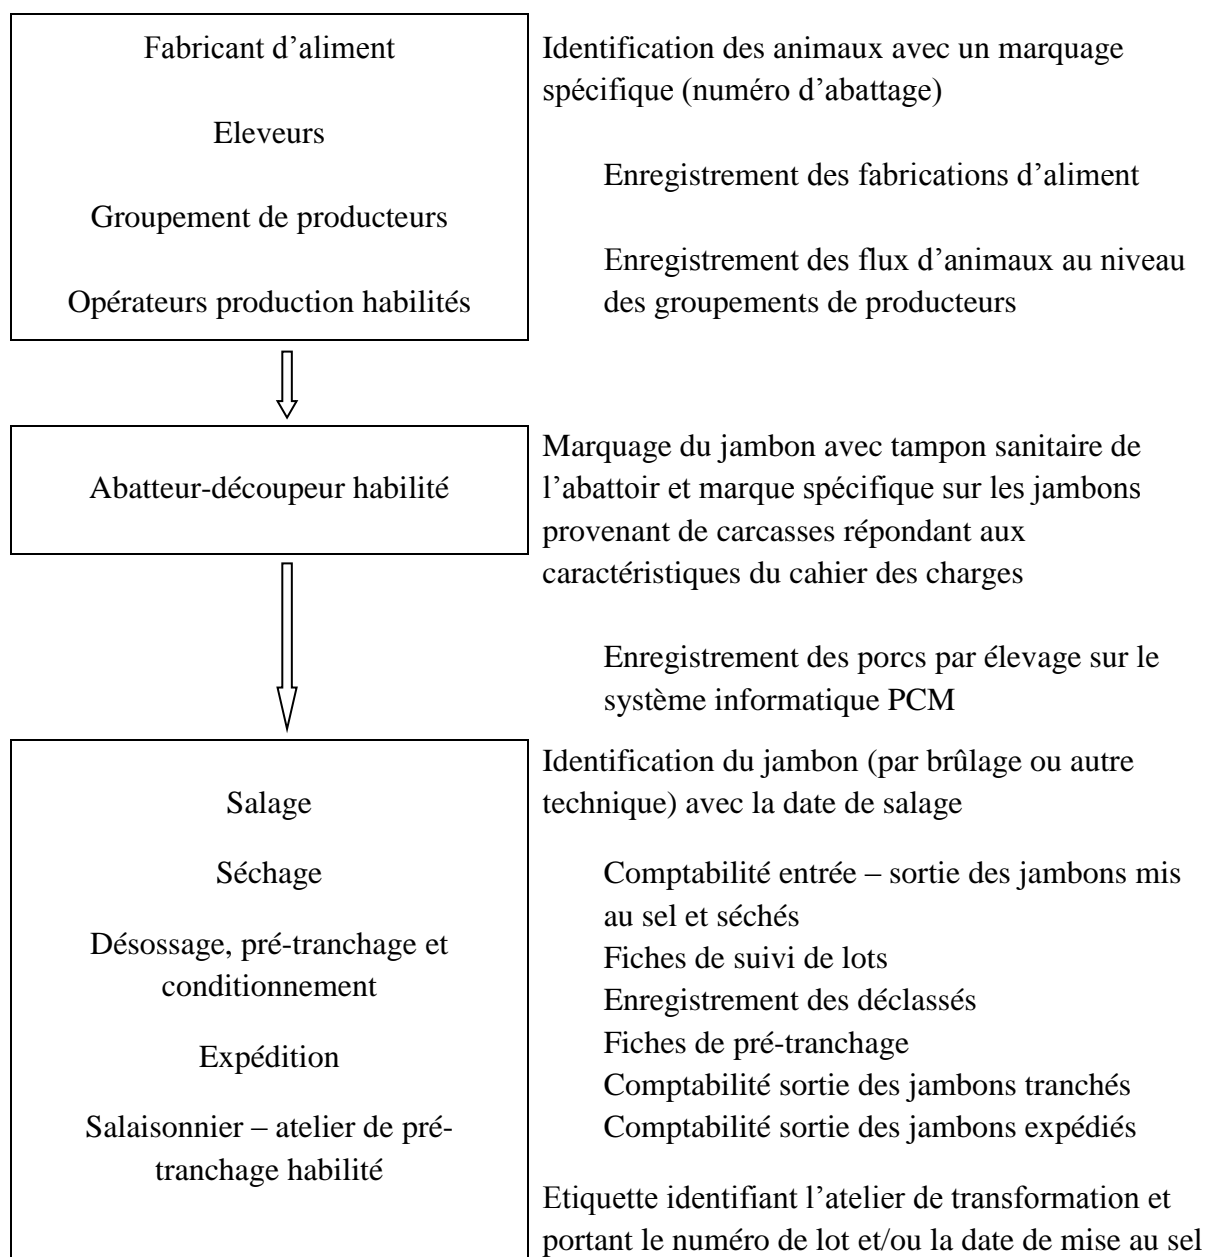 Fabricant d’aliment
Eleveurs
Groupement de producteurs
Opérateurs production habilités
Identification des animaux avec un marquage
spécifique (numéro d’abattage)
Enregistrement des fabrications d’aliment
Enregistrement des flux d’animaux au niveau
des groupements de producteurs
Abatteur-découpeur habilité
Marquage du jambon avec tampon sanitaire de
l’abattoir et marque spécifique sur les jambons
provenant de carcasses répondant aux
caractéristiques du cahier des charges
Enregistrement des porcs par élevage sur le
système informatique PCM
Salage
Séchage
Désossage, pré-tranchage et
conditionnement
Expédition
Salaisonnier – atelier de pré-
tranchage habilité
Identification du jambon (par brûlage ou autre
technique) avec la date de salage
Comptabilité entrée – sortie des jambons mis
au sel et séchés
Fiches de suivi de lots
Enregistrement des déclassés
Fiches de pré-tranchage
Comptabilité sortie des jambons tranchés
Comptabilité sortie des jambons expédiés
Etiquette identifiant l’atelier de transformation et
portant le numéro de lot et/ou la date de mise au sel